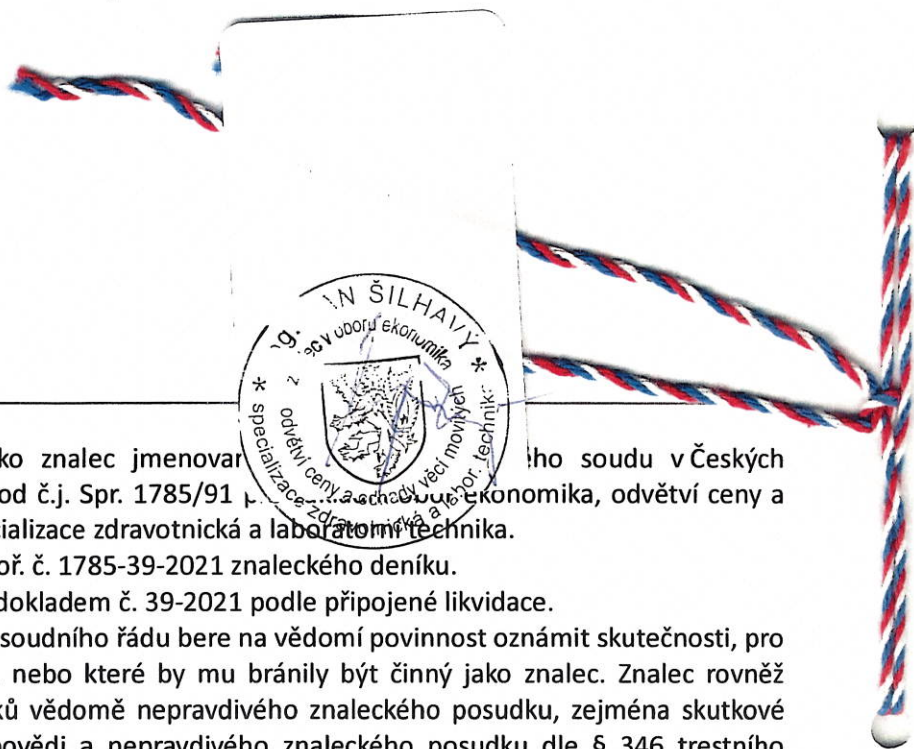 ŠILHAVÝ
oboru ekonomika
odvětví ceny a odhady věcí movitých
specializace zdravotnická a labor. technika
ko znalec jmenovan ého soudu v Českých
od č.j. Spr. 1785/91 ekonomika, odvětví ceny a
cializace zdravotnická a laboratorní technika.
oř. č. 1785-39-2021 znaleckého deníku.
dokladem č. 39-2021 podle připojené likvidace.
soudního řádu bere na vědomí povinnost oznámit skutečnosti, pro
nebo které by mu bránily být činný jako znalec. Znalec rovněž
ků vědomě nepravdivého znaleckého posudku, zejména skutkové
ovědi a nepravdivého znaleckého posudku dle § 346 trestního